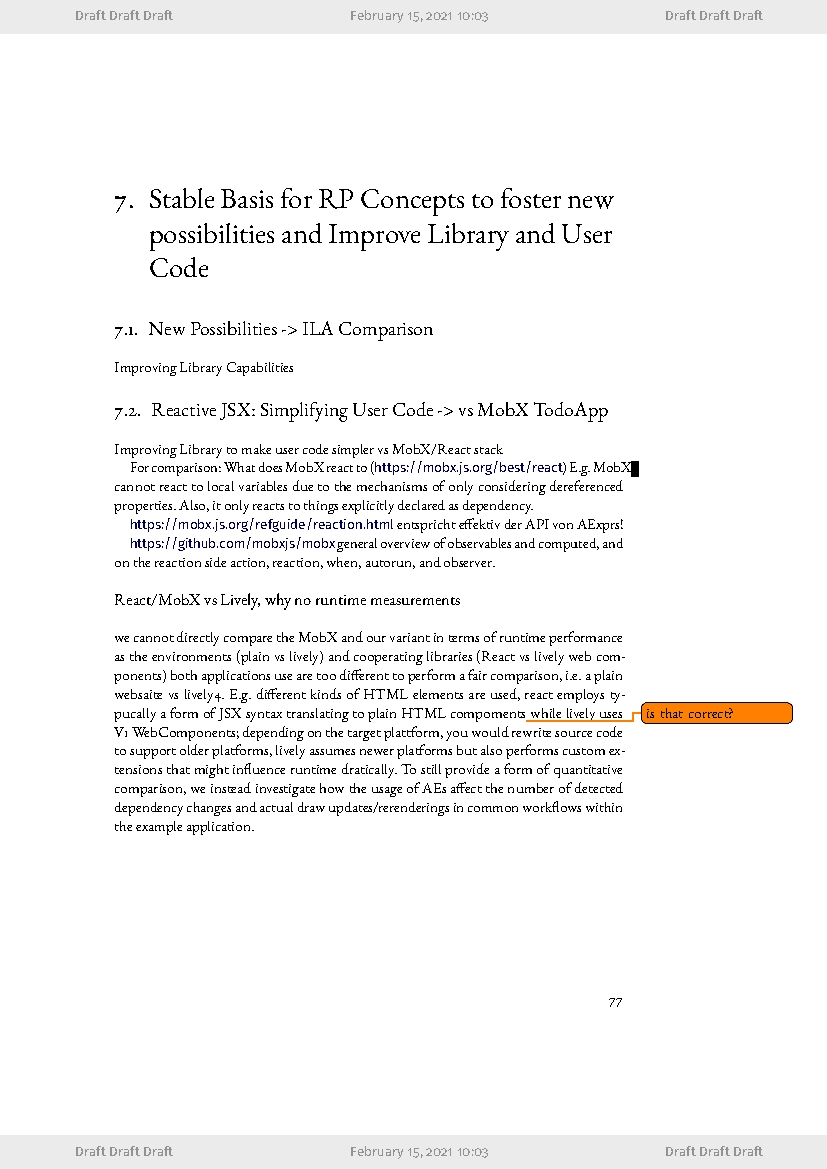 Draft Draft Draft February 15, 2021 10:03 Draft Draft Draft
7. Stable Basis for RP Concepts to foster new
possibilities and Improve Library and User
Code
7.1. New Possibilities -> ILA Comparison
Improving Library Capabilities
7.2. Reactive JSX: Simplifying User Code -> vs MobX TodoApp
Improving Library to make user code simpler vs MobX/React stack
For comparison: What does MobX react to (https://mobx.js.org/best/react) E.g. MobX
cannot react to local variables due to the mechanisms of only considering dereferenced
properties. Also, it only reacts to things explicitly declared as dependency.
https://mobx.js.org/refguide/reaction.html entspricht effektiv der API von AExprs!
https://github.com/mobxjs/mobx general overview of observables and computed, and
on the reaction side action, reaction, when, autorun, and observer.
React/MobX vs Lively, why no runtime measurements
we cannot directly compare the MobX and our variant in terms of runtime performance
as the environments (plain vs lively) and cooperating libraries (React vs lively web com-
ponents) both applications use are too different to perform a fair comparison, i.e. a plain
websaite vs lively4. E.g. different kinds of HTML elements are used, react employs ty-
pucally a form of JSX syntax translating to plain HTML compoments while lively uses
is that correct?
V1 WebComponents; depending on the target platform, you would rewrite source code
to support older platforms, lively assumes newer platforms but also performs custom ex-
tensions that might influence runtime dratically. To still provide a form of quantitative
comparison, we instead investigate how the usage of AEs affect the number of detected
dependency changes and actual draw updates/rerenderings in common workflows within
the example application.
77
Draft Draft Draft February 15, 2021 10:03 Draft Draft Draft